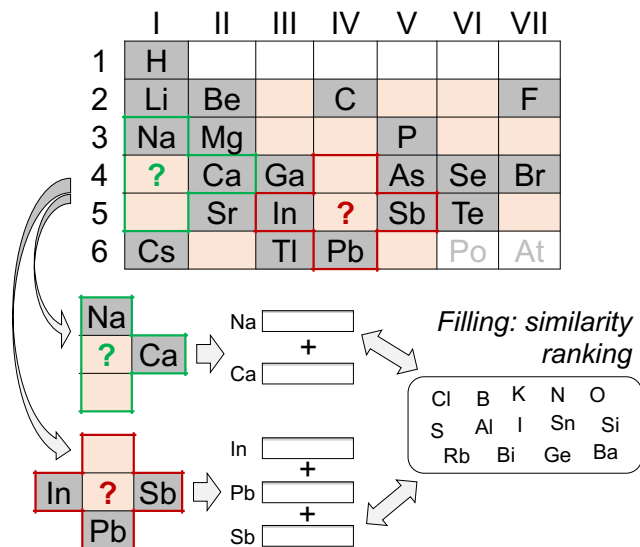 I II III IV V VI VII
1 H
2 Li Be C F
3 Na Mg P
4 ? Ca Ga As Se Br
5 Sr In ? Sb Te
6 Cs Tl Pb Po At
Na
? Ca
Na
+
Ca
Filling: similarity
ranking
Cl B K N O
S Al I Sn Si
Rb Bi Ge Ba
In ? Sb
Pb
In
+
Pb
+
Sb